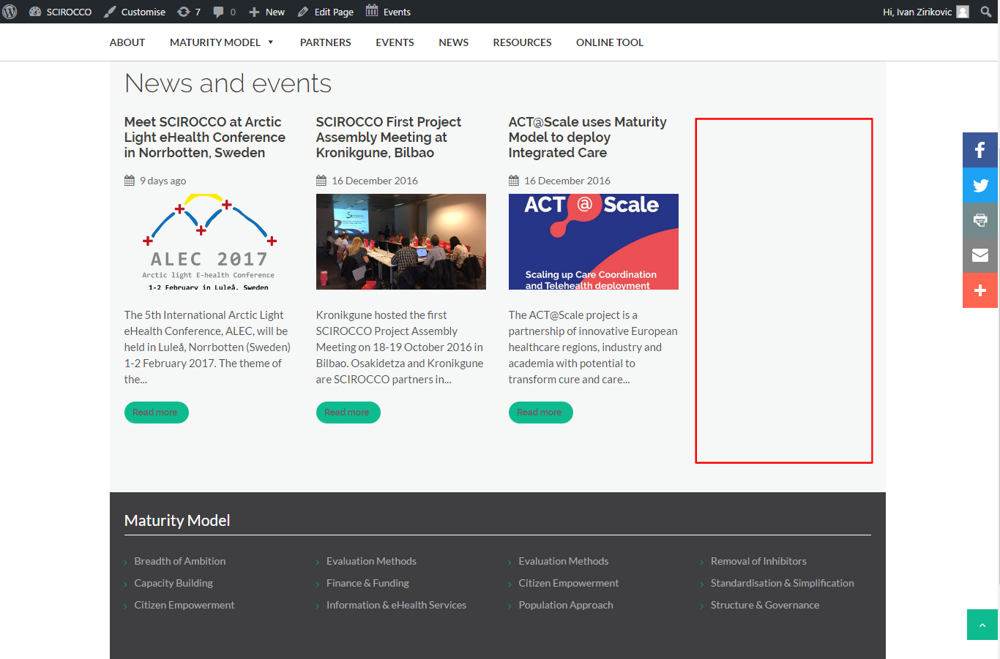 SCIROCCO Customise 7 0 New Edit Page Events Hi, Ivan Zirikovic
ABOUT MATURITY MODEL PARTNERS EVENTS NEWS RESOURCES ONLINE TOOL
News and events
Meet SCIROCCO at Arctic
Light eHealth Conference
in Norrbotten, Sweden
9 days ago
ALEC 2017
Arctic light E-health Conference
1-2 February in Luleå, Sweden
The 5th International Arctic Light
eHealth Conference, ALEC, will be
held in Luleå, Norrbotten (Sweden)
1-2 February 2017. The theme of
the...
Read more
SCIROCCO First Project
Assembly Meeting at
Kronikgune, Bilbao
16 December 2016
Kronikgune hosted the first
SCIROCCO Project Assembly
Meeting on 18-19 October 2016 in
Bilbao. Osakidetza and Kronikgune
are SCIROCCO partners in...
Read more
ACT@Scale uses Maturity
Model to deploy
Integrated Care
16 December 2016
ACT@Scale
Scaling up Care Coordination
and Telehealth deployment
The ACT@Scale project is a
partnership of innovative European
healthcare regions, industry and
academia with potential to
transform cure and care...
Read more
Maturity Model
Breadth of Ambition
Capacity Building
Citizen Empowerment
Evaluation Methods
Finance & Funding
Information & eHealth Services
Evaluation Methods
Citizen Empowerment
Population Approach
Removal of Inhibitors
Standardisation & Simplification
Structure & Governance